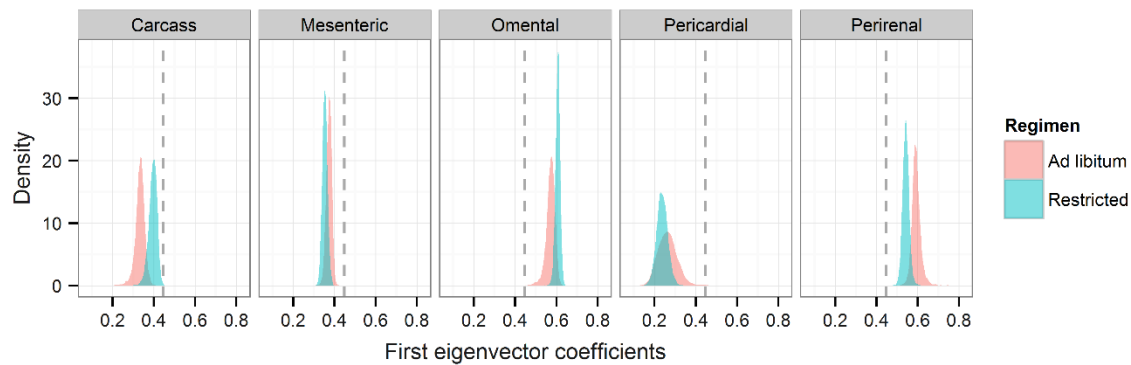 Carcass Mesenteric Omental Pericardial Perirenal
Density
30
20
10
0
0.2 0.4 0.6 0.8 0.2 0.4 0.6 0.8 0.2 0.4 0.6 0.8 0.2 0.4 0.6 0.8 0.2 0.4 0.6 0.8
First eigenvector coefficients
Regimen
Ad libitum
Restricted